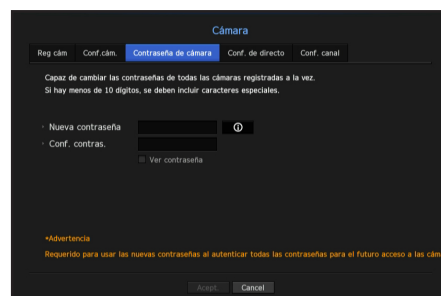 Cámara
Reg cám Conf.cám. Contraseña de cámara Conf. de directo Conf. canal
Capaz de cambiar las contraseñas de todas las cámaras registradas a la vez.
Si hay menos de 10 dígitos, se deben incluir caracteres especiales.
Nueva contraseña
Conf. contras.
Ver contraseña
*Advertencia
Requerido para usar las nuevas contraseñas al autenticar todas las contraseñas para el futuro acceso a las cám
Acept. Cancel